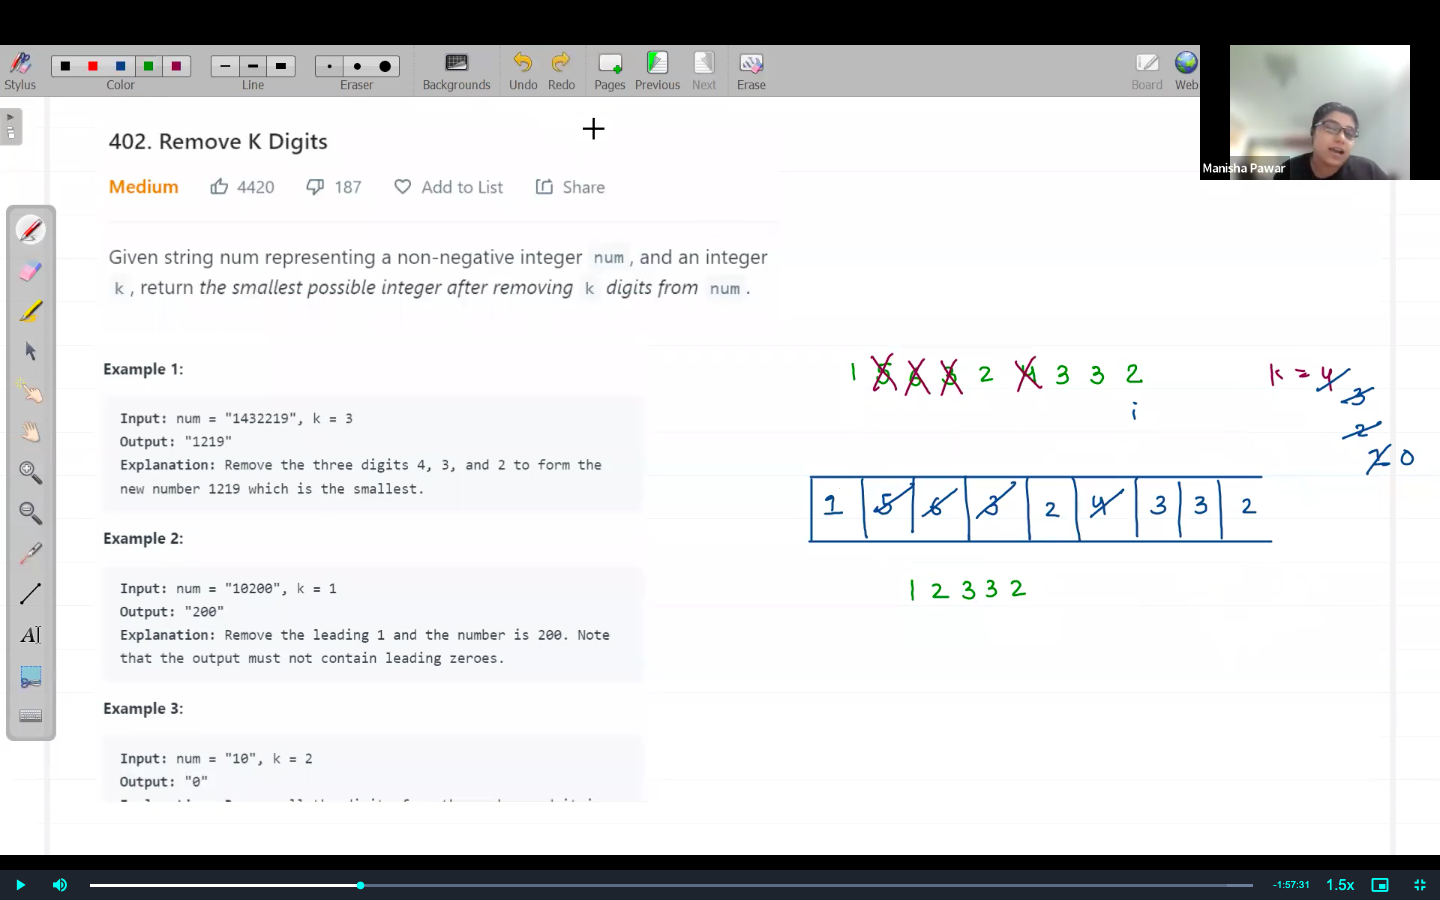 Stylus Color Line Eraser Backgrounds Undo Redo Pages Previous Next Erase Board Web
Manisha Pawar
402. Remove K Digits
Medium 4420 187 Add to List Share
Given string num representing a non-negative integer num , and an integer
k , return the smallest possible integer after removing k digits from num .
Example 1:
Input: num = "1432219", k = 3
Output: "1219"
Explanation: Remove the three digits 4, 3, and 2 to form the
new number 1219 which is the smallest.
Example 2:
Input: num = "10200", k = 1
Output: "200"
Explanation: Remove the leading 1 and the number is 200. Note
that the output must not contain leading zeroes.
Example 3:
Input: num = "10", k = 2
Output: "0"
1 5 6 3 2 4 3 3 2
i
k = 4
3
2
1 0
1 5 6 3 2 4 3 3 2
1 2 3 3 2
-1:57:31 1.5x